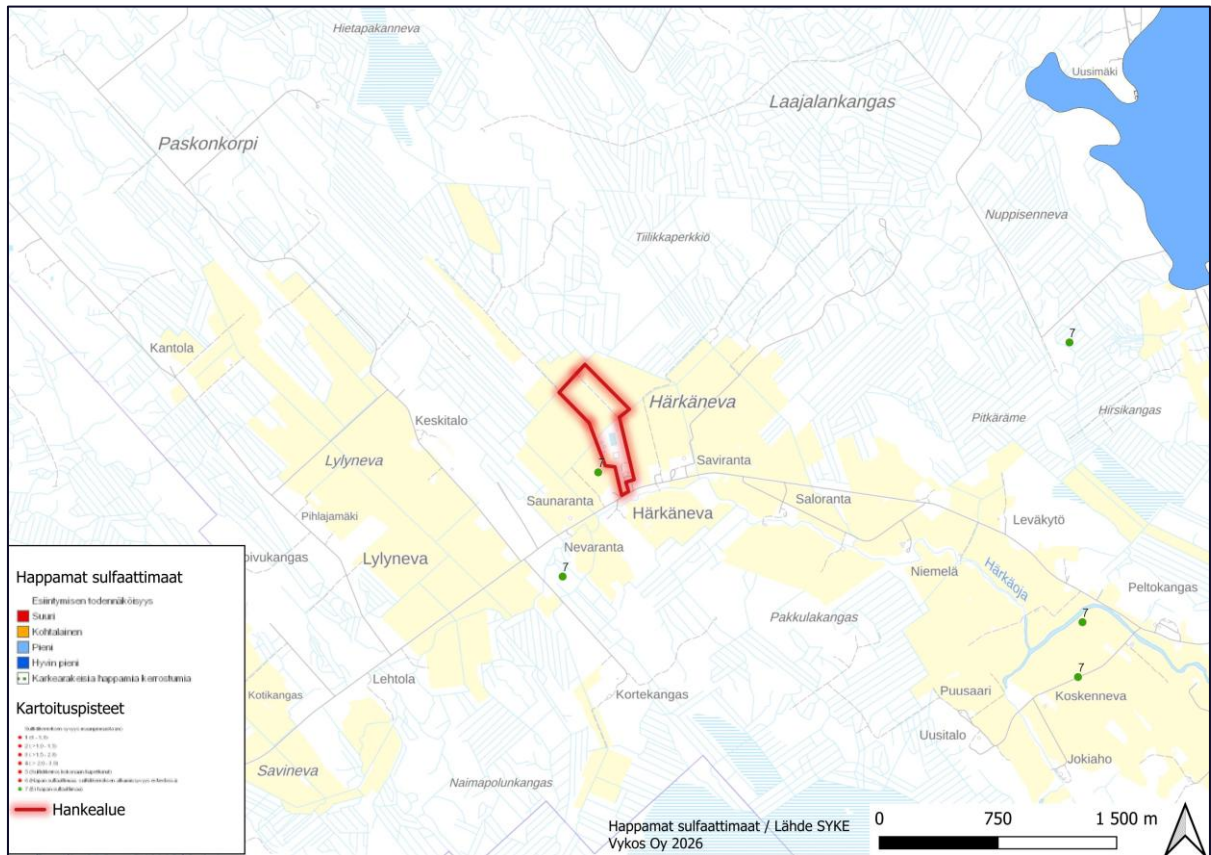 Hietapakanneva
Uusimäki
Laajalankangas
Paskonkorpi
Nuppisenneva
Tiilikkaperkkiö
7
Kantola
Härkäneva
Keskitalo
Pitkäräme
Hirsikangas
Lylyneva
7
Saviranta
Saunaranta
Saloranta
Pihlajamäki
Härkäneva
Leväkytö
Lylyneva
Nevaranta
7
Niemelä
Härkäoja
Peltokangas
Pakkulakangas
7
Lehtola
Kotikangas
Kortekangas
7
Puusaari
Koskenneva
Uusitalo
Jokiaho
Savineva
Naimapolunkangas
Happamat sulfaattimaat
Esiintymisen todennäköisyys
Suuri
Kohtalainen
Pieni
Hyvin pieni
Karkearakeisia happamia kerrostumia
Kartoituspisteet
Hankealue
Happamat sulfaattimaat / Lähde SYKE
Vykos Oy 2026
0 750 1 500 m